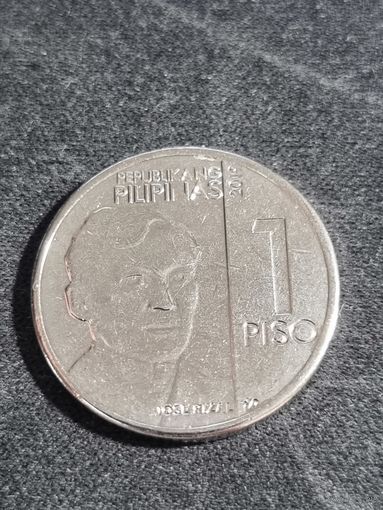 REPUBLIKANG
PILIPINAS
1
PISO
JOSE RIZAL